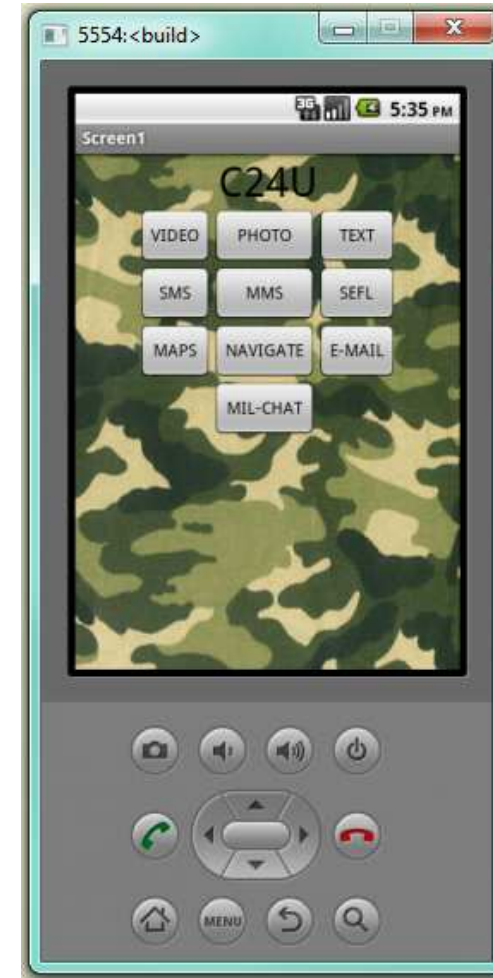 5554:<build>
3G 5:35 PM
Screen1
C24U
VIDEO PHOTO TEXT
SMS MMS SEFL
MAPS NAVIGATE E-MAIL
MIL-CHAT
MENU